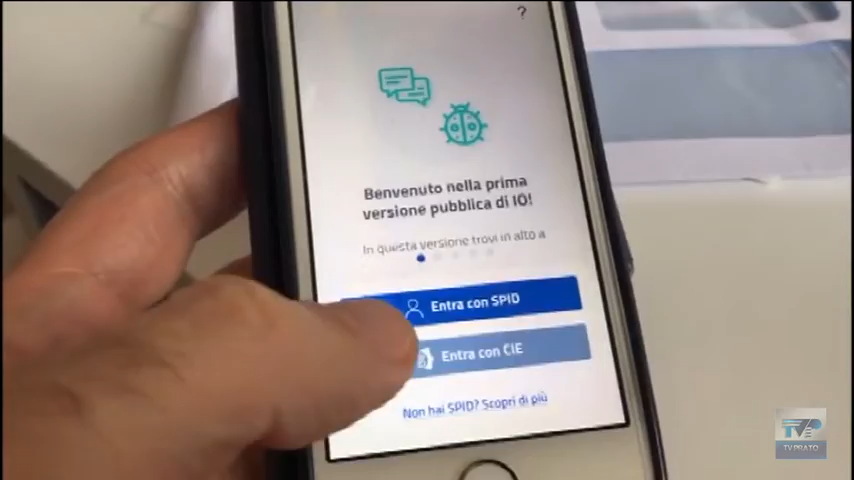 ?
Benvenuto nella prima
versione pubblica di IO!
In questa versione trovi in alto a
Entra con SPID
Entra con CIE
Non hai SPID? Scopri di più
TVP
TV PRATO